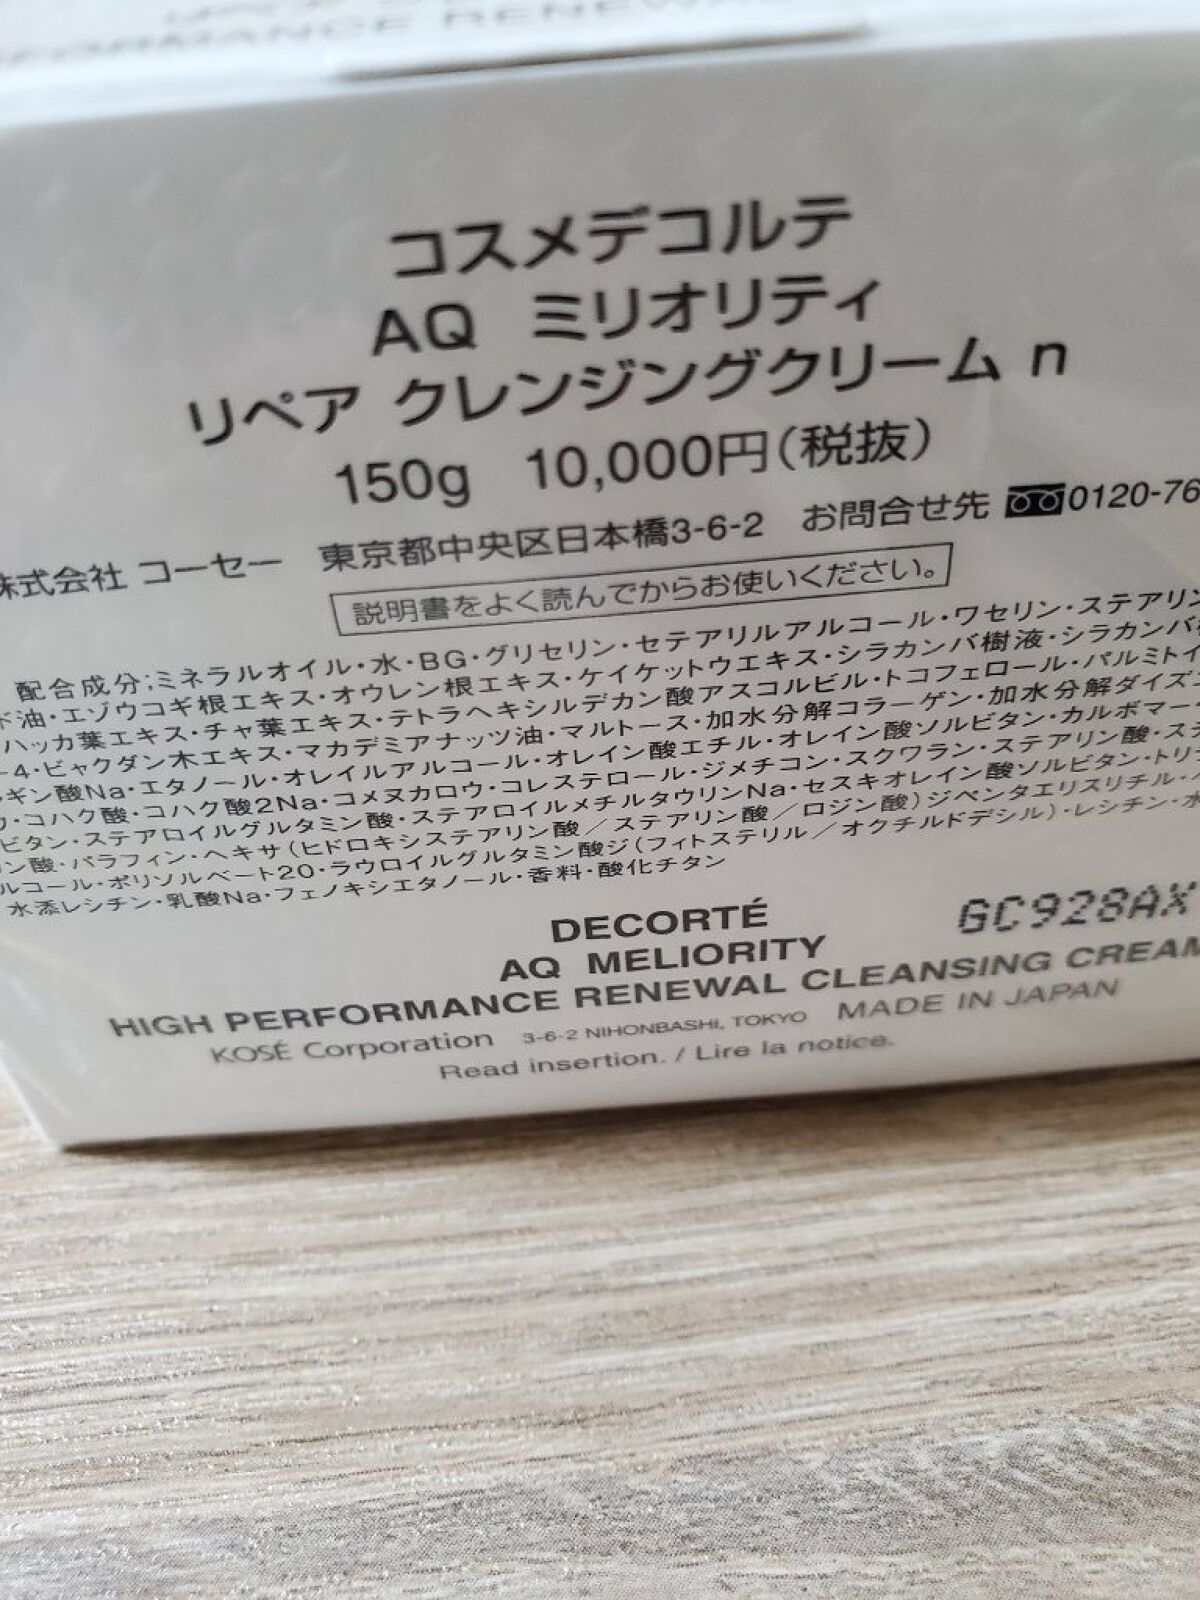 PERFORMANCE RENEWAL
コスメデコルテ
AQ ミリオリティ
リペア クレンジングクリーム n
150g 10,000円(税抜)
株式会社 コーセー 東京都中央区日本橋3-6-2 お問合せ先 0120-76
説明書をよく読んでからお使いください。
配合成分;ミネラルオイル・水・BG・グリセリン・セテアリルアルコール・ワセリン・ステアリン
油・エゾウコギ根エキス・オウレン根エキス・ケイケットウエキス・シラカンバ樹液・シラカンバ
ハッカ葉エキス・チャ葉エキス・テトラヘキシルデカン酸アスコルビル・トコフェロール・パルミトイ
-4・ビャクダン木エキス・マカデミアナッツ油・マルトース・加水分解コラーゲン・加水分解ダイズ
ギン酸Na・エタノール・オレイルアルコール・オレイン酸エチル・オレイン酸ソルビタン・カルボマー
・コハク酸・コハク酸2Na・コメヌカロウ・コレステロール・ジメチコン・スクワラン・ステアリン酸・ステ
ビタン・ステアロイルグルタミン酸・ステアロイルメチルタウリンNa・セスキオレイン酸ソルビタン・トリ
ン酸・パラフィン・ヘキサ(ヒドロキシステアリン酸/ステアリン酸/ロジン酸)ジペンタエリスリチル・
ルコール・ポリソルベート20・ラウロイルグルタミン酸ジ(フィトステリル/オクチルドデシル)・レシチン・水
水添レシチン・乳酸Na・フェノキシエタノール・香料・酸化チタン
DECORTÉ GC928AX
AQ MELIORITY
HIGH PERFORMANCE RENEWAL CLEANSING CREAM
KOSÉ Corporation 3-6-2 NIHONBASHI, TOKYO MADE IN JAPAN
Read insertion. / Lire la notice.